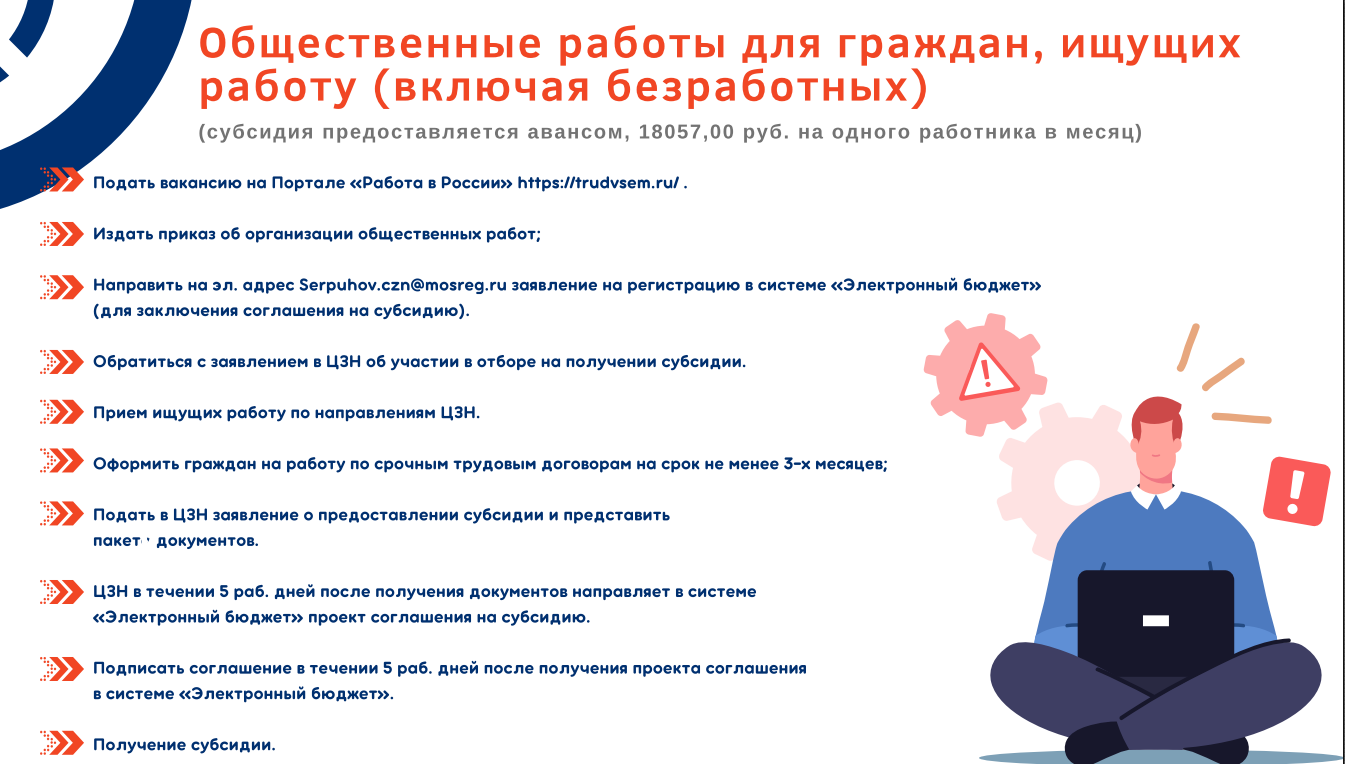 Общественные работы для граждан, ищущих
работу (включая безработных)
(субсидия предоставляется авансом, 18057,00 руб. на одного работника в месяц)
Подать вакансию на Портале «Работа в России» https://trudvsem.ru/ .
Издать приказ об организации общественных работ;
Направить на эл. адрес Serpuhov.czn@mosreg.ru заявление на регистрацию в системе «Электронный бюджет»
(для заключения соглашения на субсидию).
Обратиться с заявлением в ЦЗН об участии в отборе на получении субсидии.
Прием ищущих работу по направлениям ЦЗН.
Оформить граждан на работу по срочным трудовым договорам на срок не менее 3-х месяцев;
Подать в ЦЗН заявление о предоставлении субсидии и представить
пакет документов.
ЦЗН в течении 5 раб. дней после получения документов направляет в системе
«Электронный бюджет» проект соглашения на субсидию.
Подписать соглашение в течении 5 раб. дней после получения проекта соглашения
в системе «Электронный бюджет».
Получение субсидии.